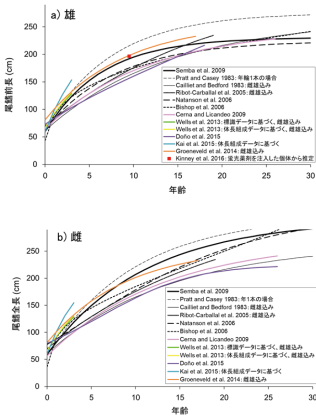 a) 雄
尾鰭前長 (cm)
250
200
150
100
50
0
0
5
10
15
20
25
30
年齢
Semba et al. 2009
Pratt and Casey 1983: 年輪1本の場合
Cailliet and Bedford 1983: 雌雄込み
Ribot-Carballal et al. 2005: 雌雄込み
Natanson et al. 2006
Bishop et al. 2006
Cerna and Licandeo 2009
Wells et al. 2013: 標識データに基づく、雌雄込み
Wells et al. 2013: 体長組成データに基づく、雌雄込み
Doño et al. 2015
Kai et al. 2015: 体長組成データに基づく
Groeneveld et al. 2014: 雌雄込み
Kinney et al. 2016: 蛍光薬剤を注入した個体から推定
b) 雌
尾鰭全長 (cm)
250
200
150
100
50
0
0
5
10
15
20
25
30
年齢
Semba et al. 2009
Pratt and Casey 1983: 年1本の場合
Cailliet and Bedford 1983: 雌雄込み
Ribot-Carballal et al. 2005: 雌雄込み
Natanson et al. 2006
Bishop et al. 2006
Cerna and Licandeo 2009
Wells et al. 2013: 標識データに基づく、雌雄込み
Wells et al. 2013: 体長組成データに基づく、雌雄込み
Doño et al. 2015
Kai et al. 2015: 体長組成データに基づく
Groeneveld et al. 2014: 雌雄込み